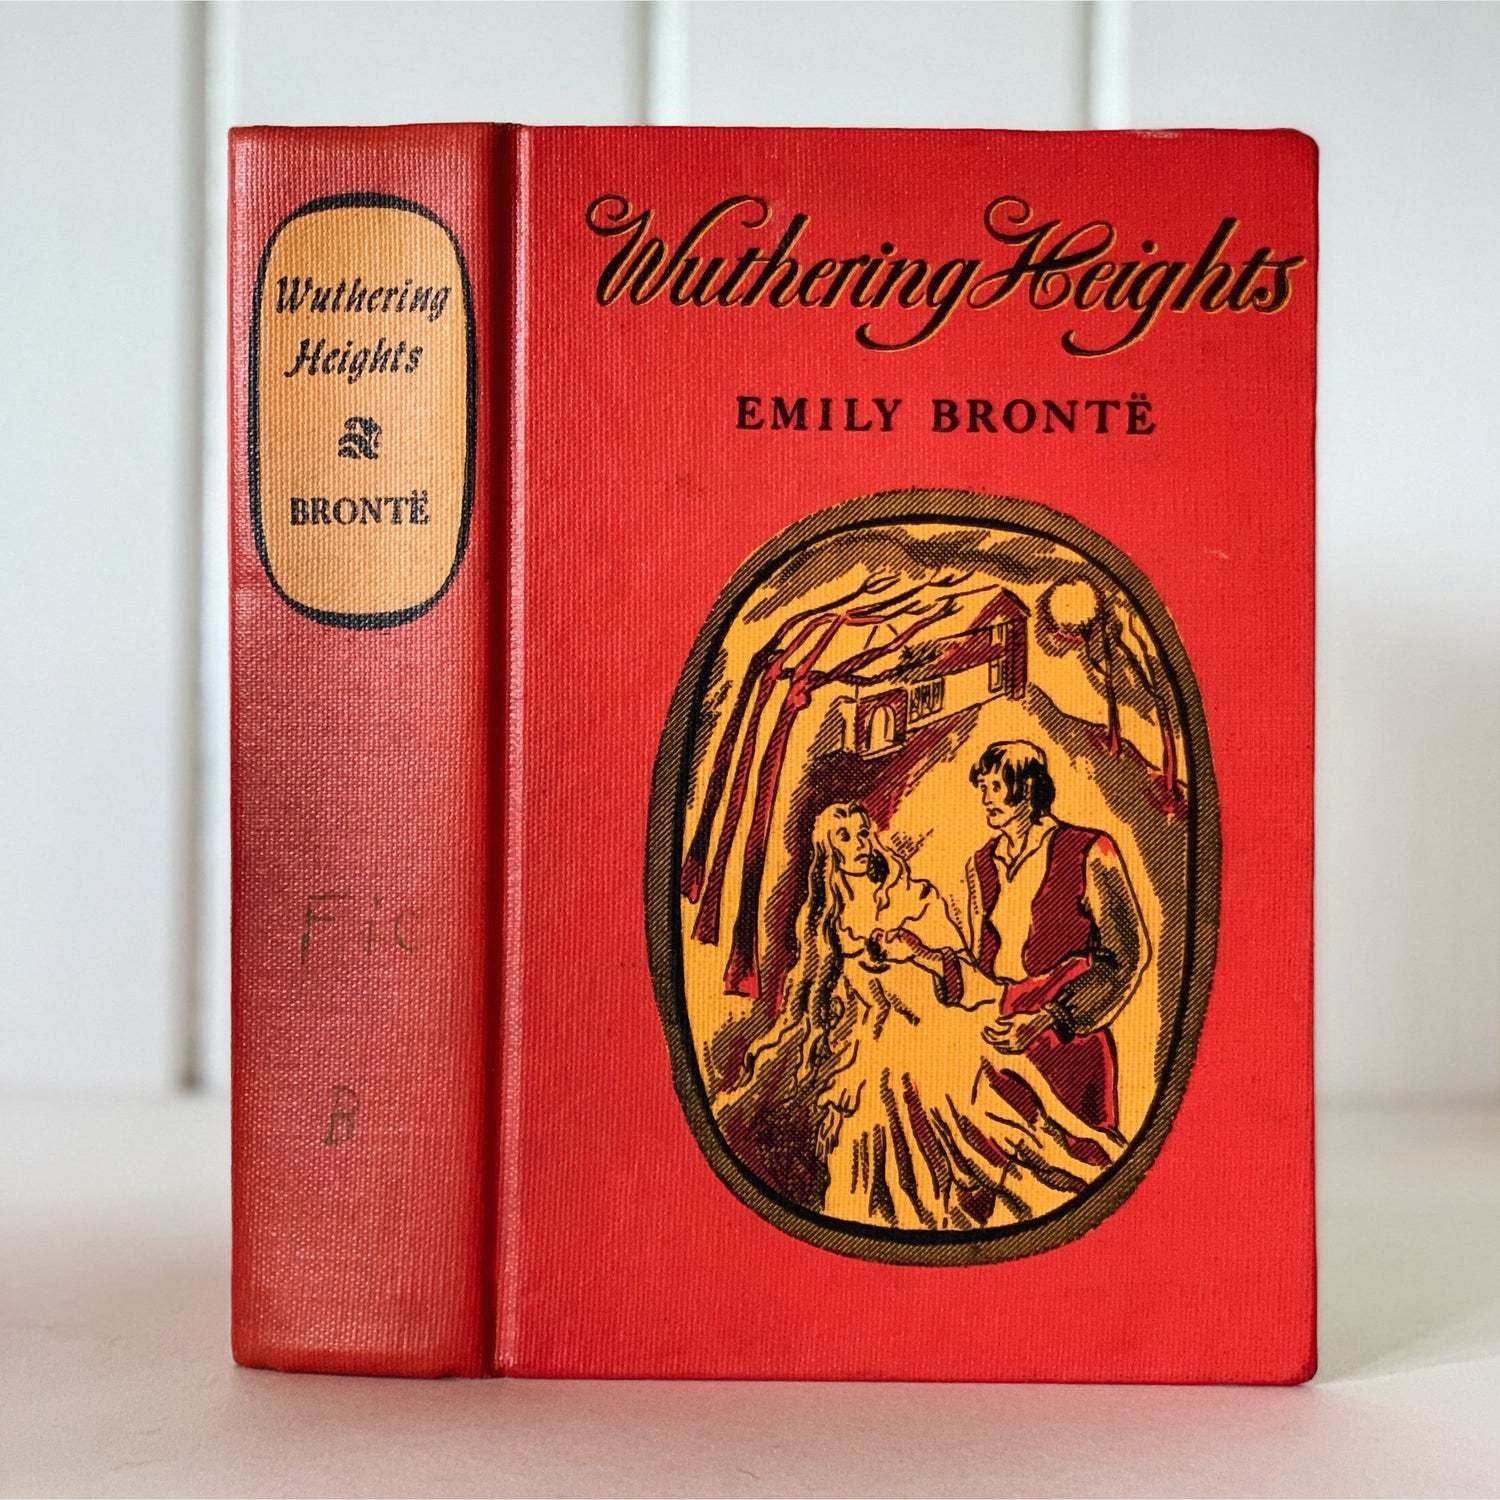 Wuthering
Heights
BRONTË
Fic
B
Wuthering Heights
EMILY BRONTË